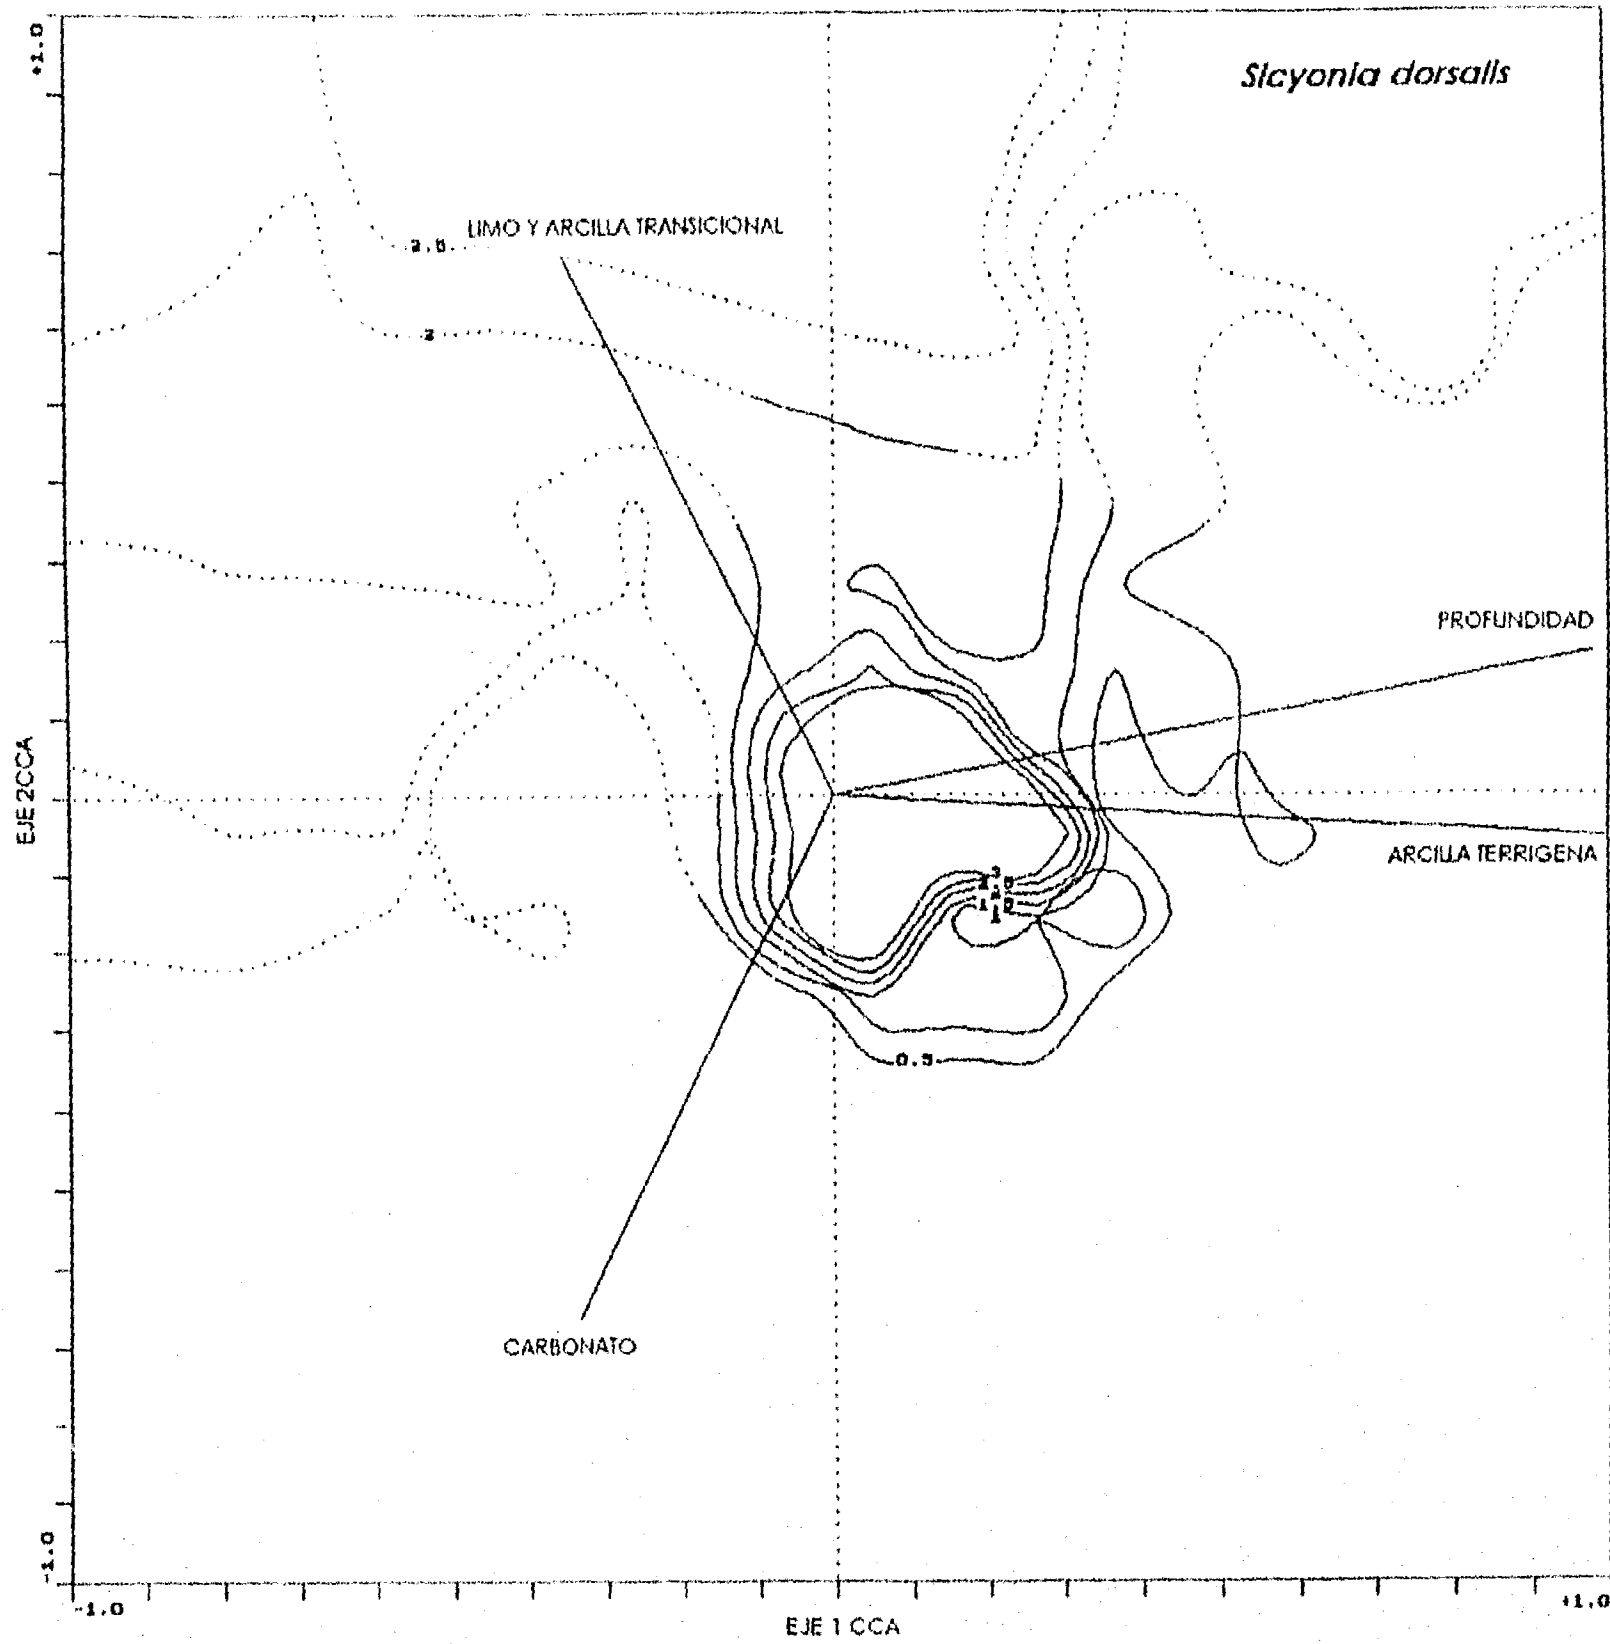 +1.0
Sicyonia dorsalis
LIMO Y ARCILLA TRANSICIONAL
2.5
2
PROFUNDIDAD
EJE 2CCA
ARCILLA TERRIGENA
1
0.5
CARBONATO
-1.0
-1.0
+1.0
EJE 1 CCA